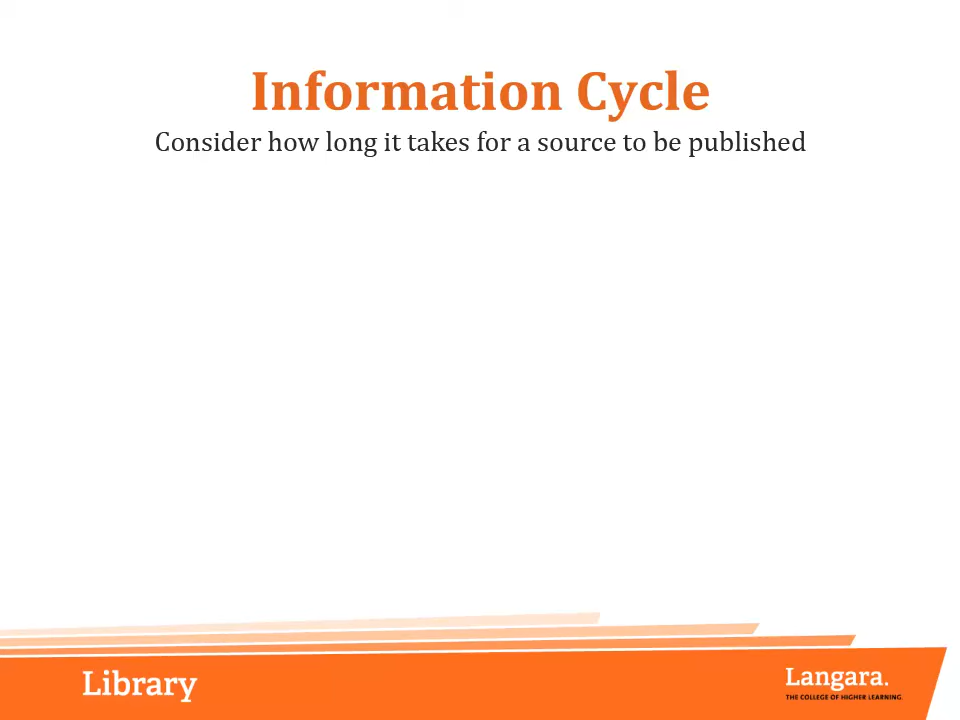 Information Cycle
Consider how long it takes for a source to be published
Library
Langara.
THE COLLEGE OF HIGHER LEARNING.